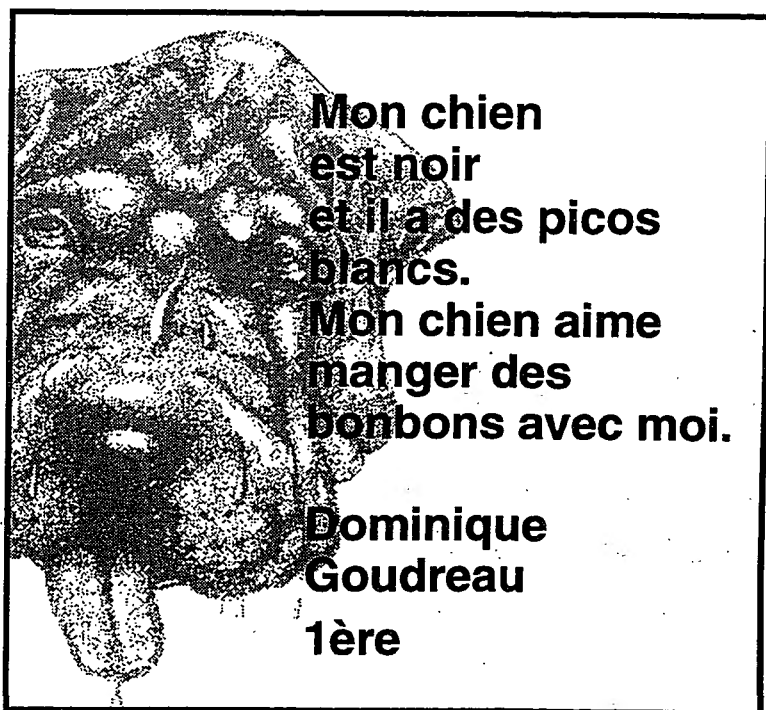 Mon chien
est noir
et il a des picos
blancs.
Mon chien aime
manger des
bonbons avec moi.
Dominique
Goudreau
1ère